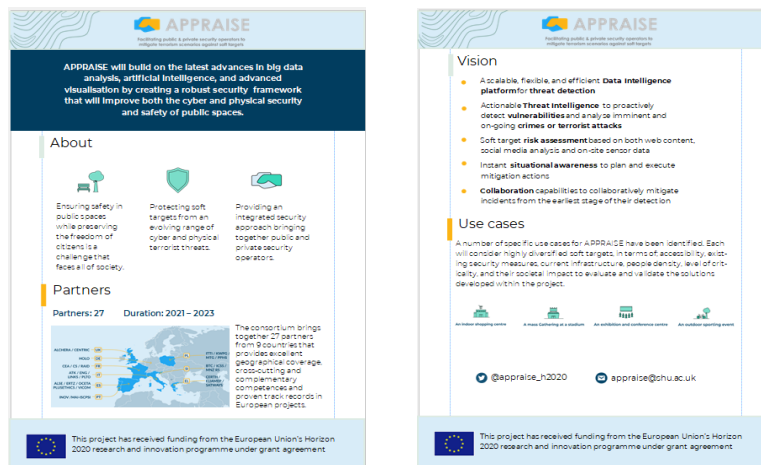 APPRAISE
Facilitating public & private security operators to
mitigate terrorism scenarios against soft targets
APPRAISE will build on the latest advances in big data
analysis, artificial intelligence, and advanced
visualisation by creating a robust security framework
that will improve both the cyber and physical security
and safety of public spaces.
About
Ensuring safety in
public spaces
while preserving
the freedom of
citizens is a
challenge that
faces all of society.
Protecting soft
targets from an
evolving range of
cyber and physical
terrorist threats.
Providing an
integrated security
approach bringing
together public and
private security
operators.
Partners
Partners: 27 Duration: 2021 – 2023
The consortium brings
together 27 partners
from 9 countries that
provides excellent
geographical coverage,
cross-cutting and
complementary
competences and
proven track records in
European projects.
This project has received funding from the European Union's Horizon
2020 research and innovation programme under grant agreement
APPRAISE
Facilitating public & private security operators to
mitigate terrorism scenarios against soft targets
Vision
A scalable, flexible, and efficient Data Intelligence
platform for threat detection
Actionable Threat Intelligence to proactively
detect vulnerabilities and analyse imminent and
on-going crimes or terrorist attacks
Soft target risk assessment based on both web content,
social media analysis and on-site sensor data
Instant situational awareness to plan and execute
mitigation actions
Collaboration capabilities to collaboratively mitigate
incidents from the earliest stage of their detection
Use cases
A number of specific use cases for APPRAISE have been identified. Each
will consider highly diversified soft targets, in terms of; accessibility, exist-
ing security measures, current infrastructure, people density, level of crit-
icality, and their societal impact to evaluate and validate the solutions
developed within the project.
An indoor shopping centre
A mass Gathering at a stadium
An exhibition and conference centre
An outdoor sporting event
@appraise_h2020
appraise@shu.ac.uk
This project has received funding from the European Union's Horizon
2020 research and innovation programme under grant agreement